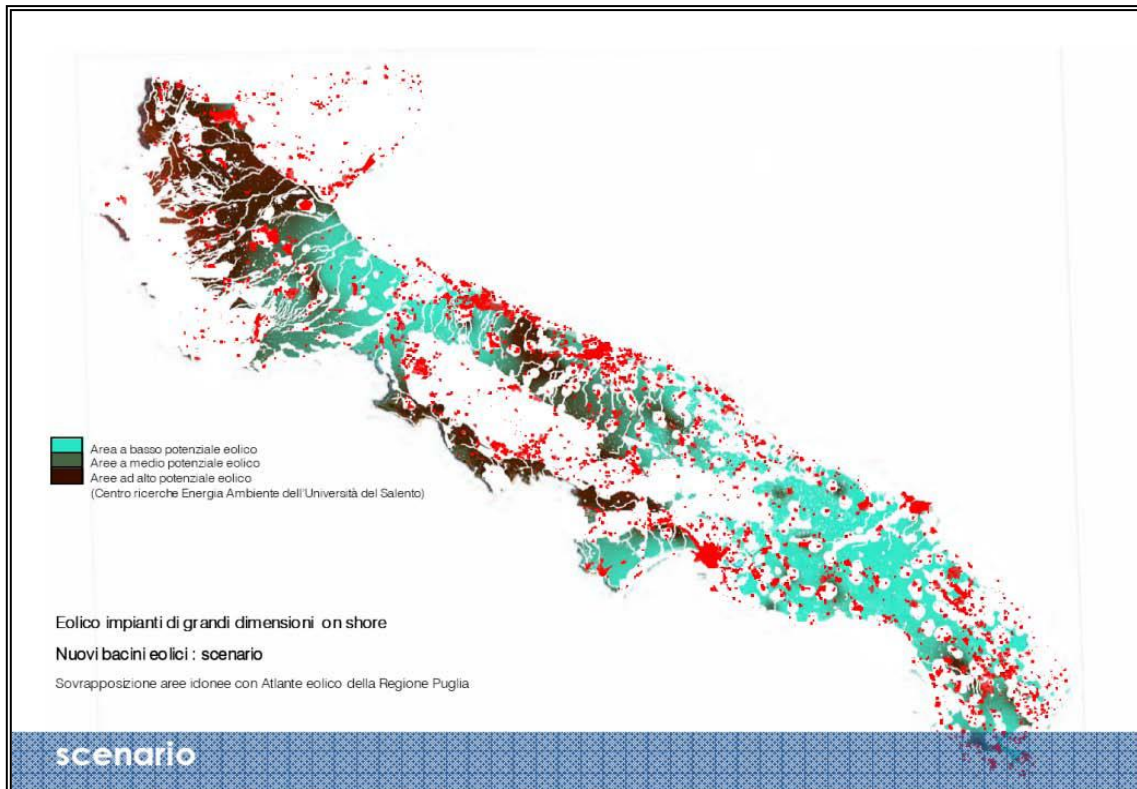 Area a basso potenziale eolico
Aree a medio potenziale eolico
Aree ad alto potenziale eolico
(Centro ricerche Energia Ambiente dell'Università del Salento)
Eolico impianti di grandi dimensioni on shore
Nuovi bacini eolici : scenario
Sovrapposizione aree idonee con Atlante eolico della Regione Puglia
scenario